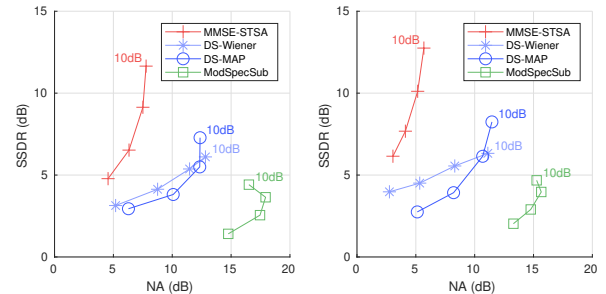 15
10
5
0
SSDR (dB)
0 5 10 15 20
NA (dB)
MMSE-STSA
DS-Wiener
DS-MAP
ModSpecSub
10dB
10dB
10dB
10dB
15
10
5
0
SSDR (dB)
0 5 10 15 20
NA (dB)
MMSE-STSA
DS-Wiener
DS-MAP
ModSpecSub
10dB
10dB
10dB
10dB